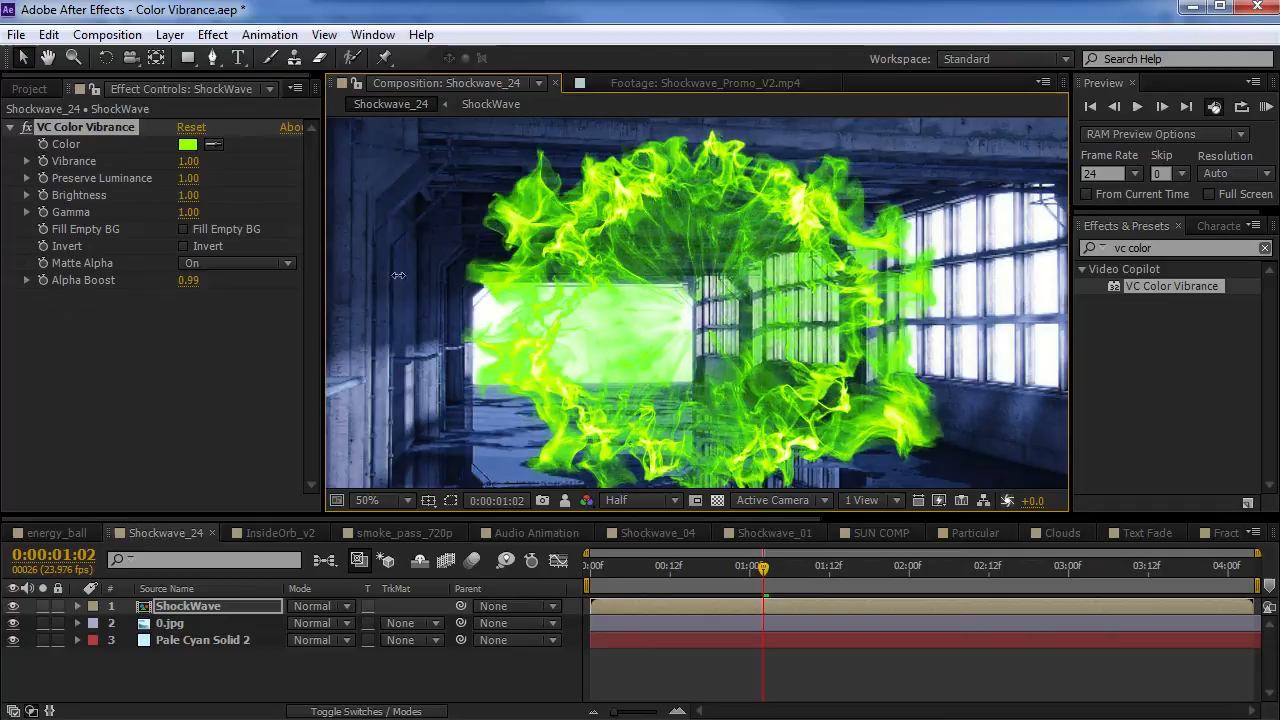 Adobe After Effects - Color Vibrance.aep *
File Edit Composition Layer Effect Animation View Window Help
Workspace: Standard Search Help
Project Effect Controls: ShockWave
Shockwave_24 • ShockWave
fx VC Color Vibrance Reset Abou
Color
Vibrance 1.00
Preserve Luminance 1.00
Brightness 1.00
Gamma 1.00
Fill Empty BG Fill Empty BG
Invert Invert
Matte Alpha On
Alpha Boost 0.99
Composition: Shockwave_24 Footage: Shockwave_Promo_V2.mp4
Shockwave_24 ShockWave
50% 0:00:01:02 Half Active Camera 1 View +0.0
Preview
RAM Preview Options
Frame Rate Skip Resolution
24 0 Auto
From Current Time Full Screen
Effects & Presets Characte
vc color
Video Copilot
VC Color Vibrance
energy_ball Shockwave_24 InsideOrb_v2 smoke_pass_720p Audio Animation Shockwave_04 Shockwave_01 SUN COMP Particular Clouds Text Fade Fract
0:00:01:02
00026 (23.976 fps)
# Source Name Mode T TrkMat Parent
:00f 00:12f 01:00 01:12f 02:00f 02:12f 03:00f 03:12f 04:00f
1 ShockWave Normal None
2 0.jpg Normal None None
3 Pale Cyan Solid 2 Normal None None
Toggle Switches / Modes